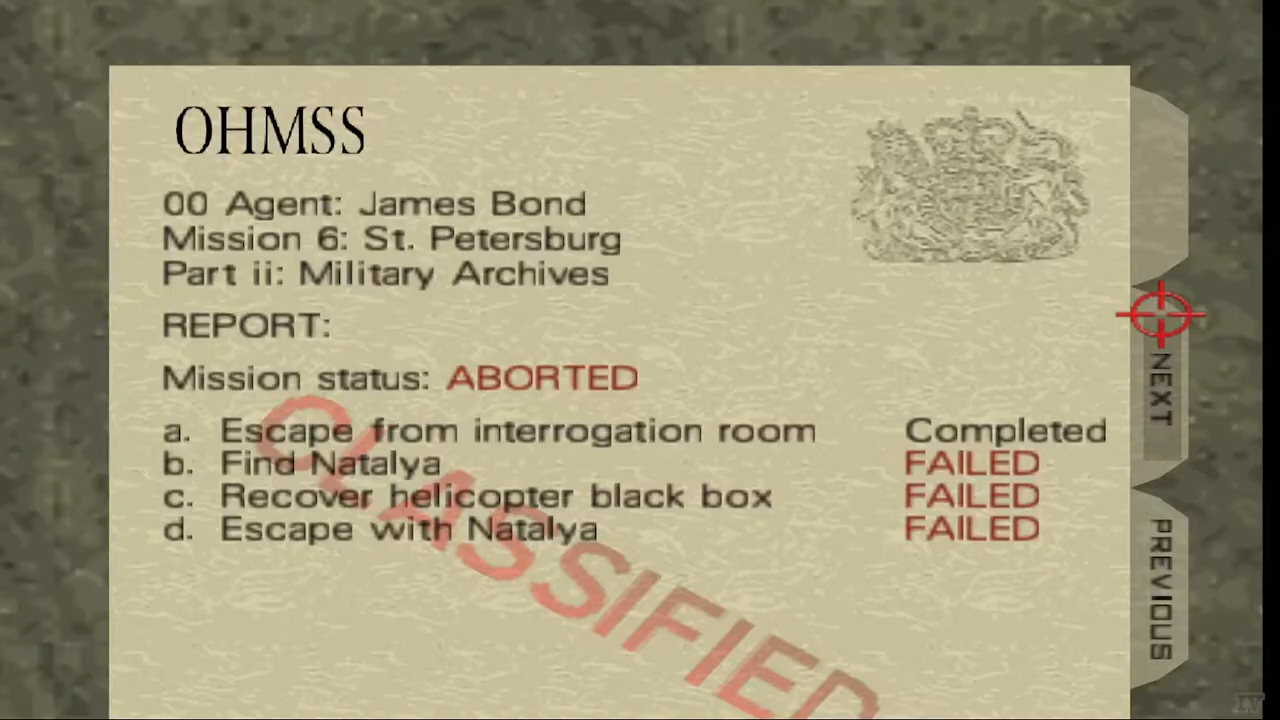 OHMSS
00 Agent: James Bond
Mission 6: St. Petersburg
Part ii: Military Archives
REPORT:
Mission status: ABORTED
a. Escape from interrogation room Completed
b. Find Natalya FAILED
c. Recover helicopter black box FAILED
d. Escape with Natalya FAILED
CLASSIFIED
NEXT
PREVIOUS